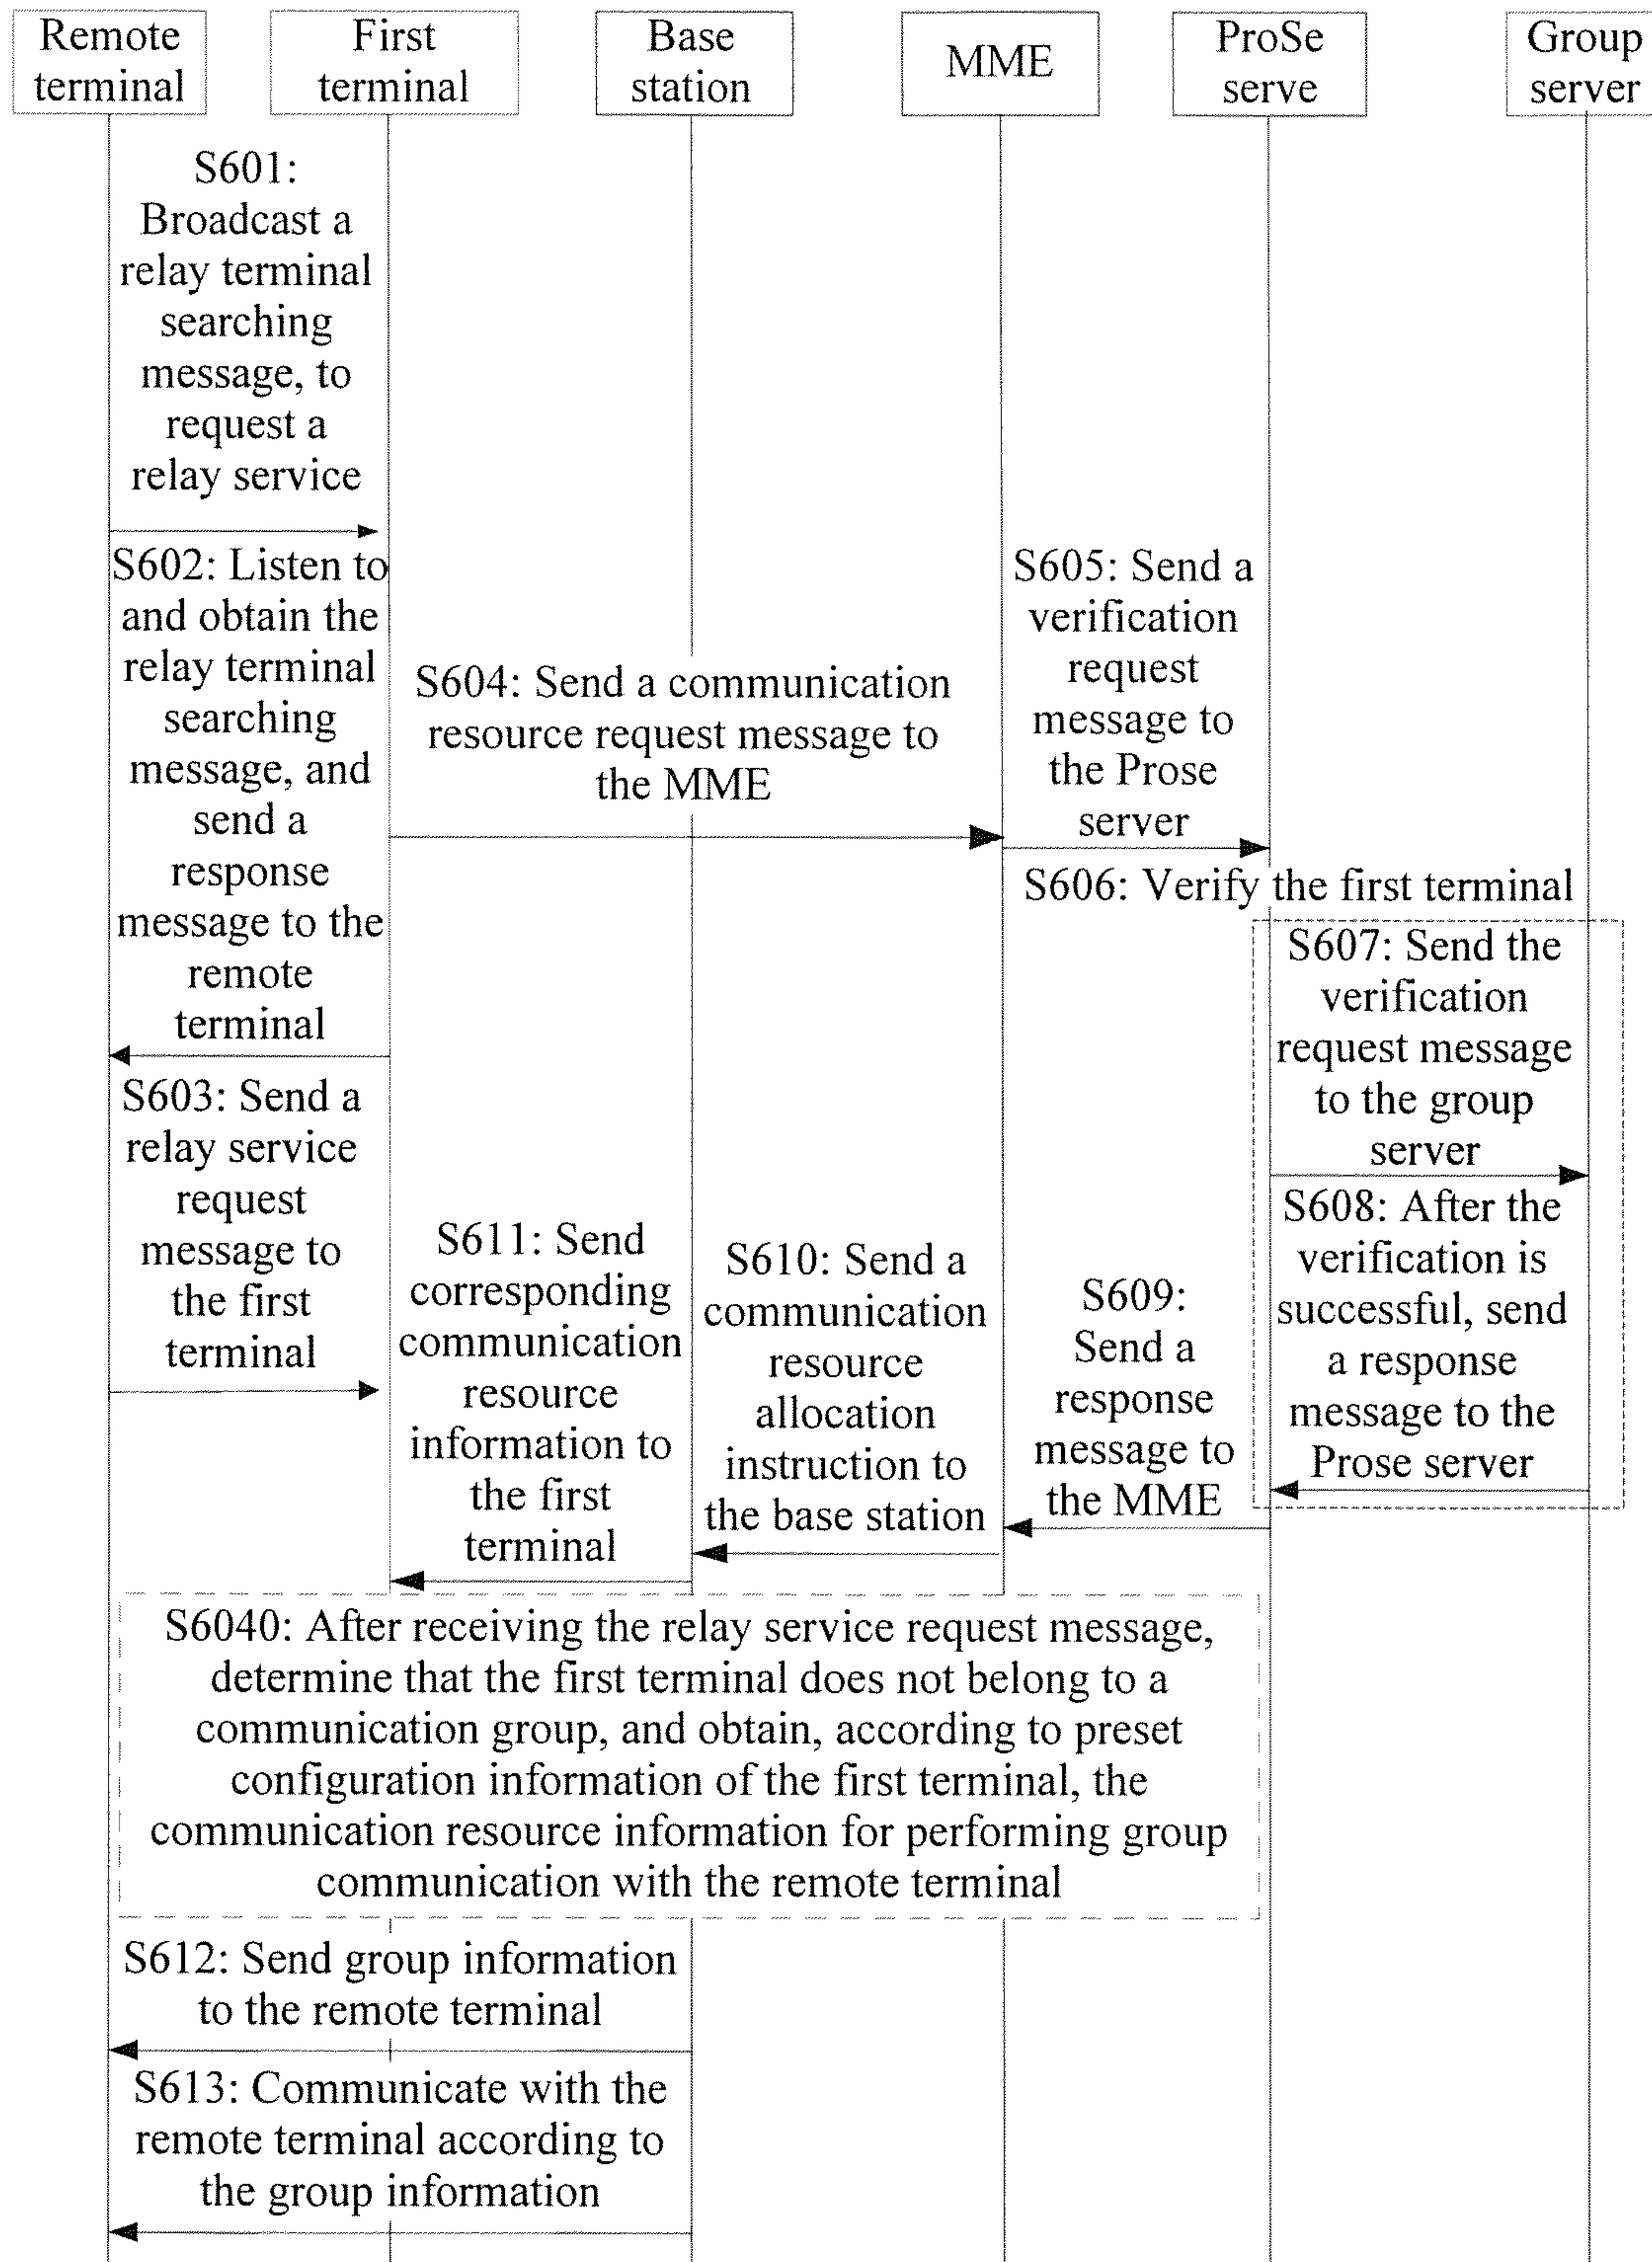 Remote
terminal
First
terminal
Base
station
MME
ProSe
serve
Group
server
S601:
Broadcast a
relay terminal
searching
message, to
request a
relay service
S602: Listen to
and obtain the
relay terminal
searching
message, and
send a
response
message to the
remote
terminal
S603: Send a
relay service
request
message to
the first
terminal
S604: Send a communication
resource request message to
the MME
S605: Send a
verification
request
message to
the Prose
server
S606: Verify the first terminal
S607: Send the
verification
request message
to the group
server
S608: After the
verification is
successful, send
a response
message to the
Prose server
S609:
Send a
response
message to
the MME
S610: Send a
communication
resource
allocation
instruction to
the base station
S611: Send
corresponding
communication
resource
information to
the first
terminal
S6040: After receiving the relay service request message,
determine that the first terminal does not belong to a
communication group, and obtain, according to preset
configuration information of the first terminal, the
communication resource information for performing group
communication with the remote terminal
S612: Send group information
to the remote terminal
S613: Communicate with the
remote terminal according to
the group information